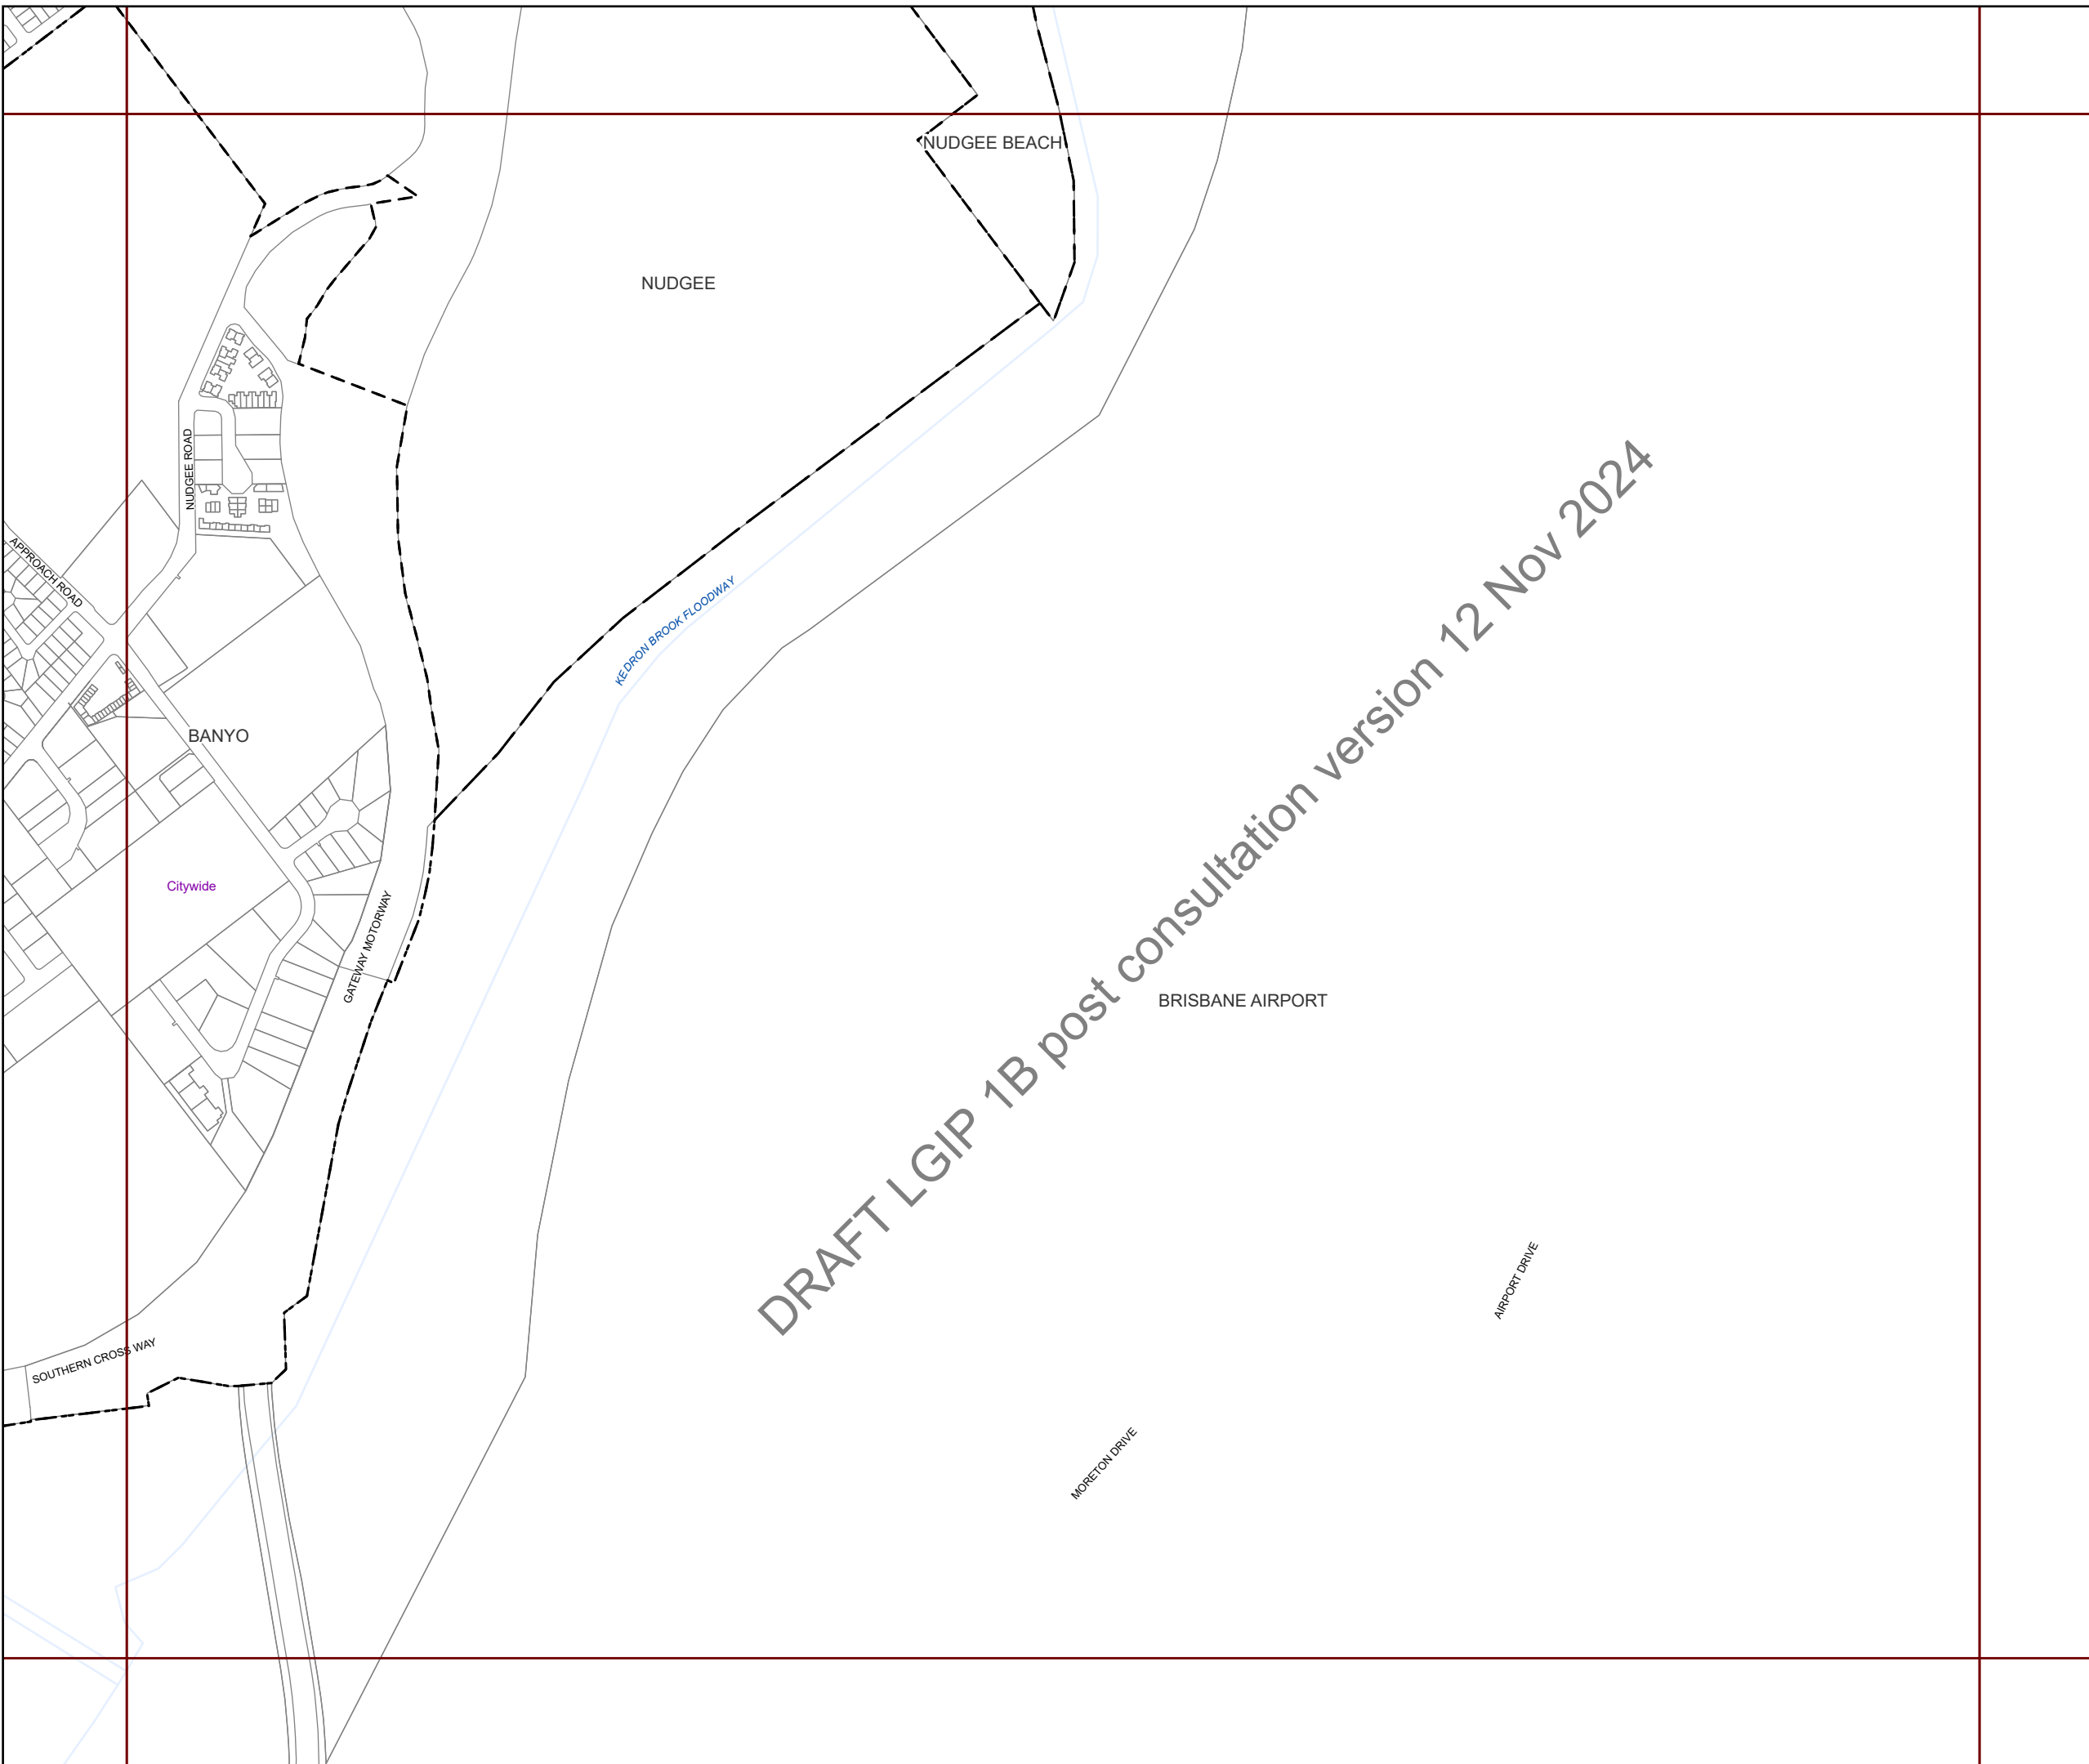 NUDGEE BEACH
NUDGEE
NUDGEE ROAD
APPROACH ROAD
KEDRON BROOK FLOODWAY
BANYO
Citywide
GATEWAY MOTORWAY
BRISBANE AIRPORT
DRAFT LGIP 1B post consultation version 12 Nov 2024
AIRPORT DRIVE
SOUTHERN CROSS WAY
MORETON DRIVE